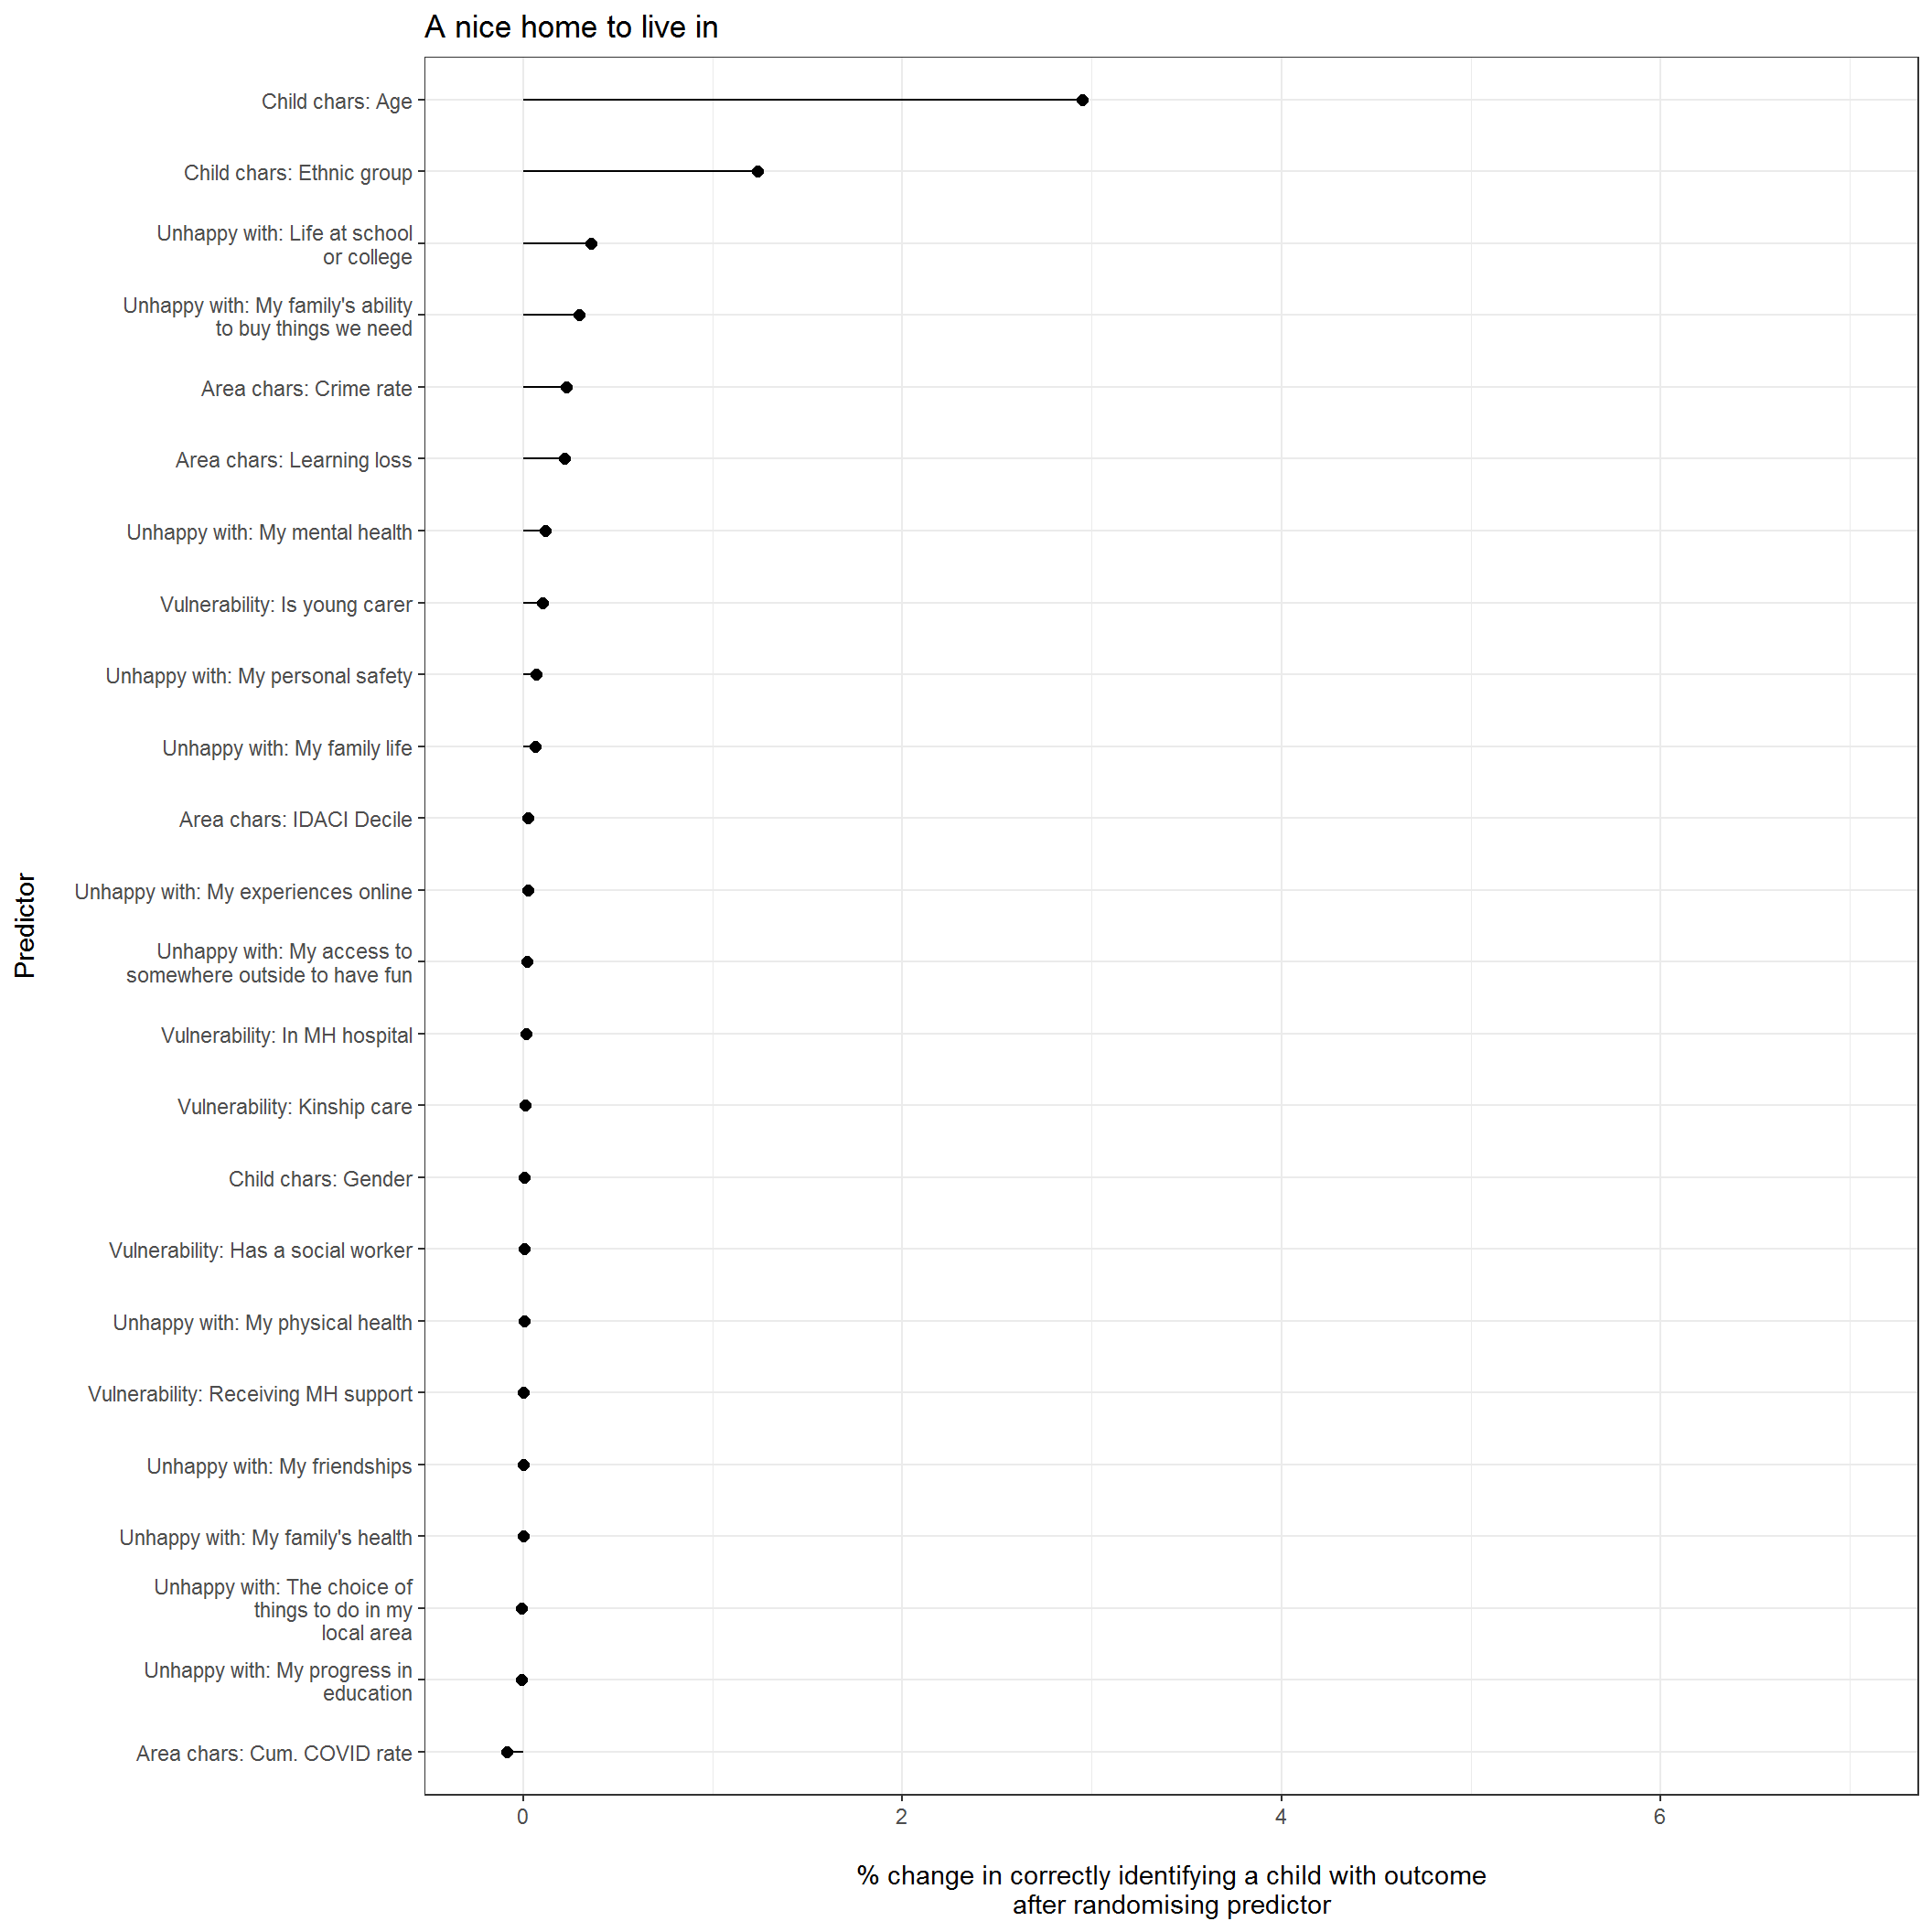 A nice home to live in
Child chars: Age
Child chars: Ethnic group
Unhappy with: Life at school
or college
Unhappy with: My family's ability
to buy things we need
Area chars: Crime rate
Area chars: Learning loss
Unhappy with: My mental health
Vulnerability: Is young carer
Unhappy with: My personal safety
Unhappy with: My family life
Area chars: IDACI Decile
Unhappy with: My experiences online
Unhappy with: My access to
somewhere outside to have fun
Vulnerability: In MH hospital
Vulnerability: Kinship care
Child chars: Gender
Vulnerability: Has a social worker
Unhappy with: My physical health
Vulnerability: Receiving MH support
Unhappy with: My friendships
Unhappy with: My family's health
Unhappy with: The choice of
things to do in my
local area
Unhappy with: My progress in
education
Area chars: Cum. COVID rate
Predictor
0 2 4 6
% change in correctly identifying a child with outcome
after randomising predictor